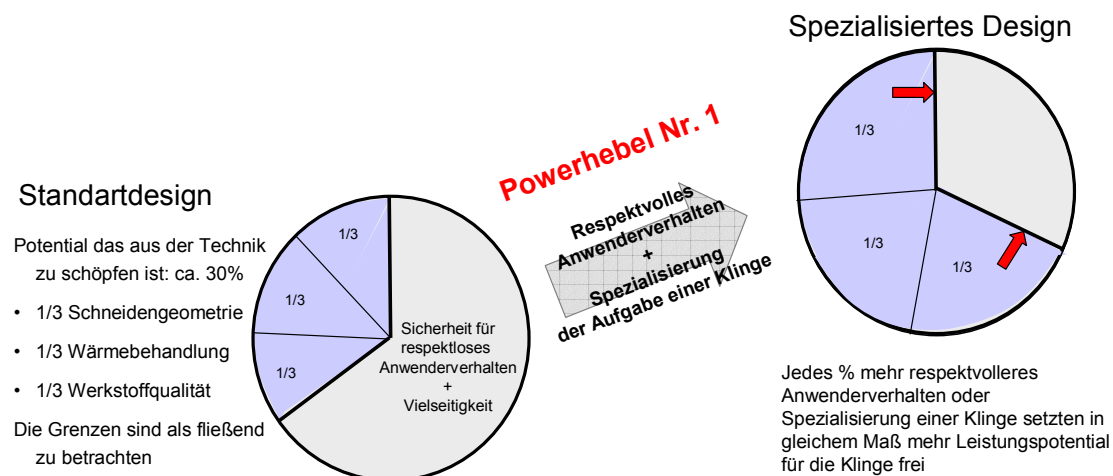 Standartdesign
Potential das aus der Technik
zu schöpfen ist: ca. 30%
• 1/3 Schneidengeometrie
• 1/3 Wärmebehandlung
• 1/3 Werkstoffqualität
Die Grenzen sind als fließend
zu betrachten
1/3
1/3
1/3
Sicherheit für
respektloses
Anwenderverhalten
+
Vielseitigkeit
Powerhebel Nr. 1
Respektvolles
Anwenderverhalten
+
Spezialisierung
der Aufgabe einer Klinge
Spezialisiertes Design
1/3
1/3
1/3
Jedes % mehr respektvolleres
Anwenderverhalten oder
Spezialisierung einer Klinge setzten in
gleichem Maß mehr Leistungspotential
für die Klinge frei